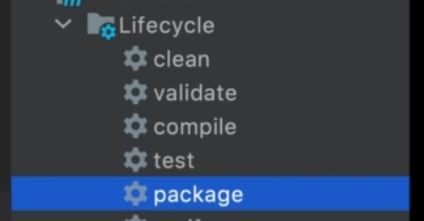 Lifecycle
clean
validate
compile
test
package